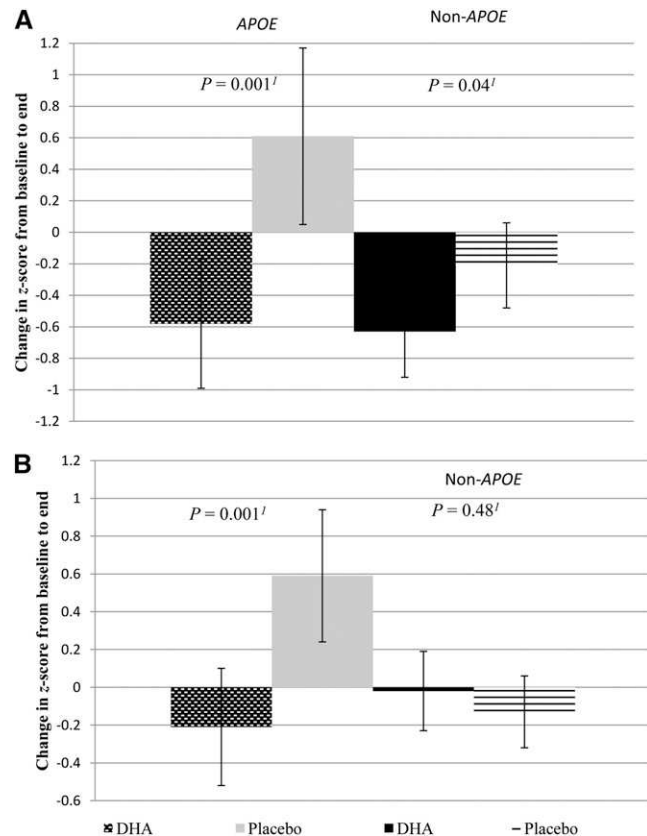 A
APOE
Non-APOE
P = 0.001¹
P = 0.04¹
Change in z-score from baseline to end
1.2
1
0.8
0.6
0.4
0.2
0
-0.2
-0.4
-0.6
-0.8
-1
-1.2
B
Non-APOE
P = 0.001¹
P = 0.48¹
Change in z-score from baseline to end
1.2
1
0.8
0.6
0.4
0.2
0
-0.2
-0.4
-0.6
DHA Placebo DHA Placebo